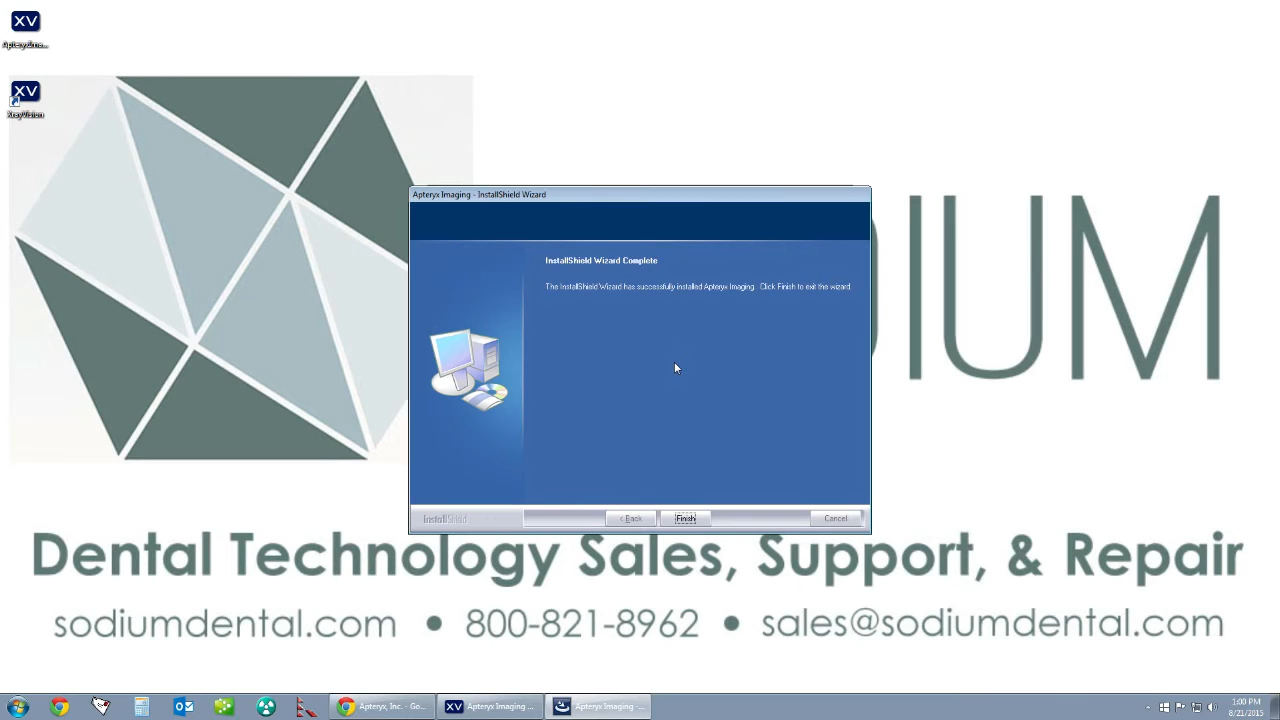 XV
XV
XrayVision
Apteryx Imaging - InstallShield Wizard
InstallShield Wizard Complete
The InstallShield Wizard has successfully installed Apteryx Imaging. Click Finish to exit the wizard.
InstallShield
< Back
Finish
Cancel
IUM
Dental Technology Sales, Support, & Repair
sodiumdental.com • 800-821-8962 • sales@sodiumdental.com
Apteryx, Inc. - Go...
XV
Apteryx Imaging ...
Apteryx Imaging -...
1:00 PM
8/21/2015